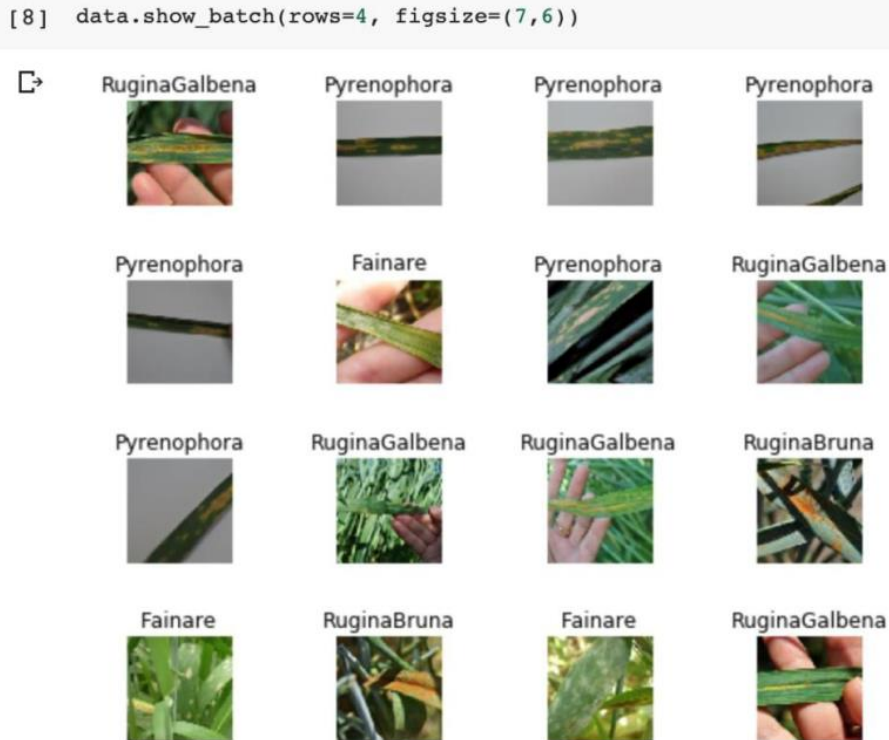 [8] data.show_batch(rows=4, figsize=(7,6))
RuginaGalbena Pyrenophora Pyrenophora Pyrenophora
Pyrenophora Fainare Pyrenophora RuginaGalbena
Pyrenophora RuginaGalbena RuginaGalbena RuginaBruna
Fainare RuginaBruna Fainare RuginaGalbena